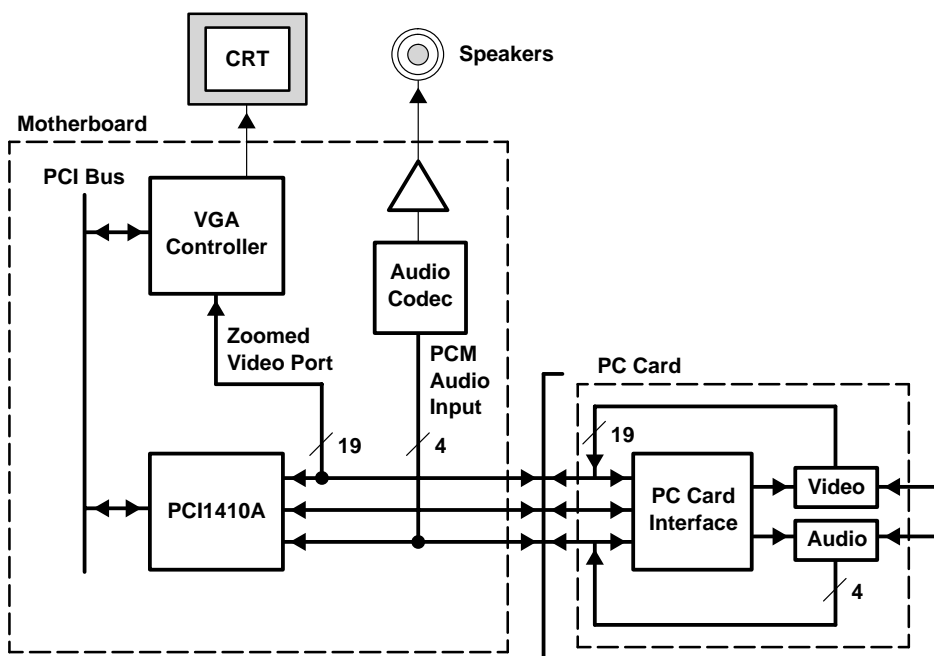 CRT
Speakers
Motherboard
PCI Bus
VGA
Controller
Audio
Codec
Zoomed
Video Port
PCM
Audio
Input
PC Card
19
4
19
PCI1410A
PC Card
Interface
Video
Audio
4